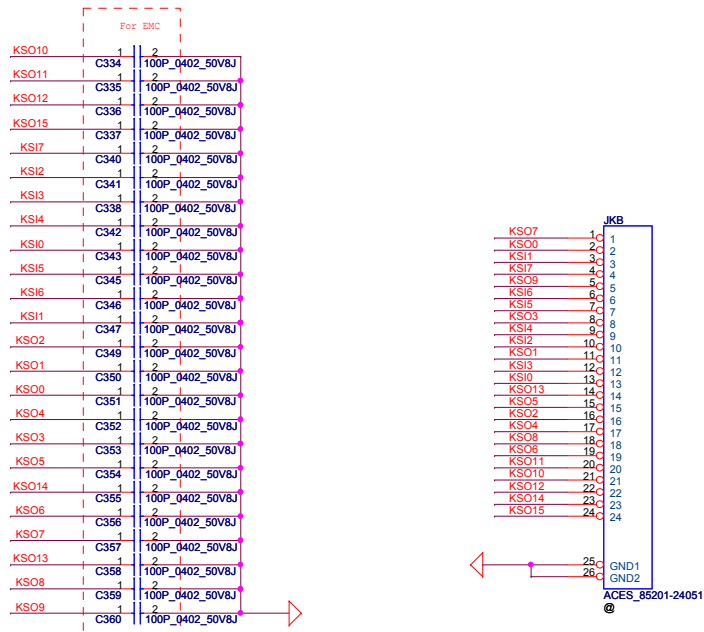 For EMC
KSO10 1 2
C334 100P_0402_50V8J
KSO11 1 2
C335 100P_0402_50V8J
KSO12 1 2
C336 100P_0402_50V8J
KSO15 1 2
C337 100P_0402_50V8J
KSI7 1 2
C340 100P_0402_50V8J
KSI2 1 2
C341 100P_0402_50V8J
KSI3 1 2
C338 100P_0402_50V8J
KSI4 1 2
C342 100P_0402_50V8J
KSI0 1 2
C343 100P_0402_50V8J
KSI5 1 2
C345 100P_0402_50V8J
KSI6 1 2
C346 100P_0402_50V8J
KSI1 1 2
C347 100P_0402_50V8J
KSO2 1 2
C349 100P_0402_50V8J
KSO1 1 2
C350 100P_0402_50V8J
KSO0 1 2
C351 100P_0402_50V8J
KSO4 1 2
C352 100P_0402_50V8J
KSO3 1 2
C353 100P_0402_50V8J
KSO5 1 2
C354 100P_0402_50V8J
KSO14 1 2
C355 100P_0402_50V8J
KSO6 1 2
C356 100P_0402_50V8J
KSO7 1 2
C357 100P_0402_50V8J
KSO13 1 2
C358 100P_0402_50V8J
KSO8 1 2
C359 100P_0402_50V8J
KSO9 1 2
C360 100P_0402_50V8J
JKB
KSO7 1 1
KSO0 2 2
KSI1 3 3
KSI7 4 4
KSO9 5 5
KSI6 6 6
KSI5 7 7
KSO3 8 8
KSI4 9 9
KSI2 10 10
KSO1 11 11
KSI3 12 12
KSI0 13 13
KSO13 14 14
KSO5 15 15
KSO2 16 16
KSO4 17 17
KSO8 18 18
KSO6 19 19
KSO11 20 20
KSO10 21 21
KSO12 22 22
KSO14 23 23
KSO15 24 24
25 GND1
26 GND2
ACES_85201-24051
@